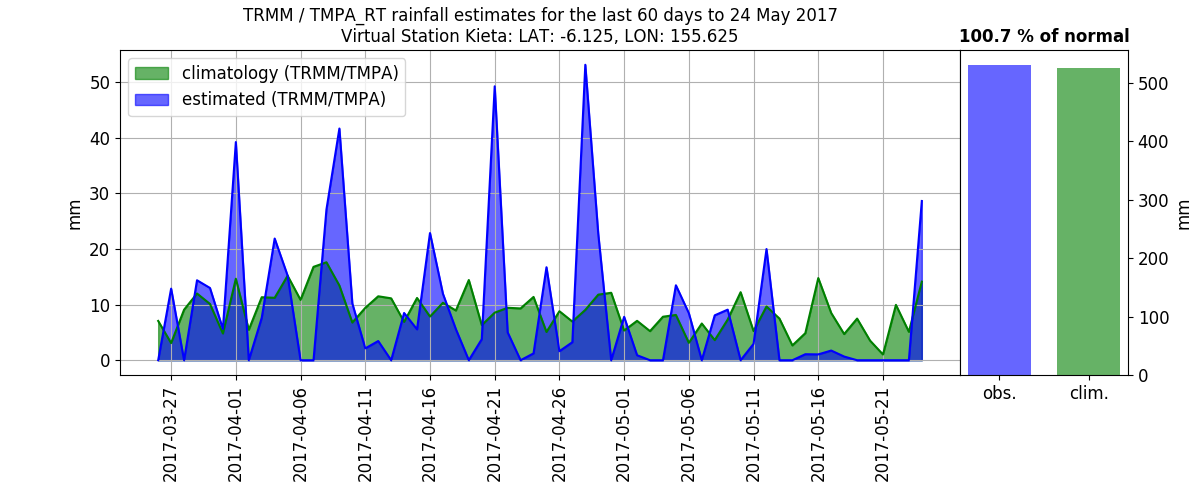 TRMM / TMPA_RT rainfall estimates for the last 60 days to 24 May 2017
Virtual Station Kieta: LAT: -6.125, LON: 155.625
100.7 % of normal
climatology (TRMM/TMPA)
estimated (TRMM/TMPA)
mm
50
40
30
20
10
0
2017-03-27
2017-04-01
2017-04-06
2017-04-11
2017-04-16
2017-04-21
2017-04-26
2017-05-01
2017-05-06
2017-05-11
2017-05-16
2017-05-21
500
400
300
200
100
0
mm
obs.
clim.